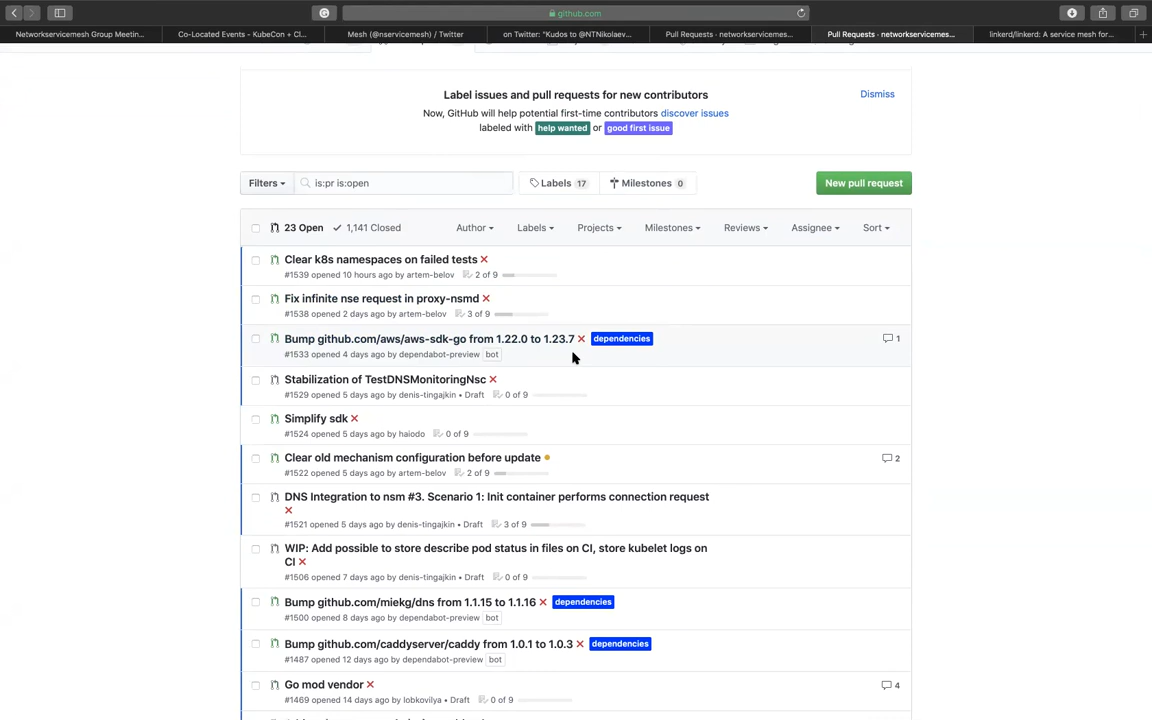 github.com
Networkservicemesh Group Meetin...
Co-Located Events - KubeCon + Cl...
Mesh (@nservicemesh) / Twitter
on Twitter: "Kudos to @NTNikolaev...
Pull Requests · networkservicemes...
Pull Requests · networkservicemes...
linkerd/linkerd: A service mesh for...
Label issues and pull requests for new contributors
Dismiss
Now, GitHub will help potential first-time contributors discover issues
labeled with help wanted or good first issue
Filters
is:pr is:open
Labels 17
Milestones 0
New pull request
23 Open 1,141 Closed
Author Labels Projects Milestones Reviews Assignee Sort
Clear k8s namespaces on failed tests
#1539 opened 10 hours ago by artem-belov 2 of 9
Fix infinite nse request in proxy-nsmd
#1538 opened 2 days ago by artem-belov 3 of 9
Bump github.com/aws/aws-sdk-go from 1.22.0 to 1.23.7 dependencies 1
#1533 opened 4 days ago by dependabot-preview bot
Stabilization of TestDNSMonitoringNsc
#1529 opened 5 days ago by denis-tingajkin • Draft 0 of 9
Simplify sdk
#1524 opened 5 days ago by haiodo 0 of 9
Clear old mechanism configuration before update 2
#1522 opened 5 days ago by artem-belov 2 of 9
DNS Integration to nsm #3. Scenario 1: Init container performs connection request
#1521 opened 5 days ago by denis-tingajkin • Draft 3 of 9
WIP: Add possible to store describe pod status in files on CI, store kubelet logs on
CI
#1506 opened 7 days ago by denis-tingajkin • Draft 0 of 9
Bump github.com/miekg/dns from 1.1.15 to 1.1.16 dependencies
#1500 opened 8 days ago by dependabot-preview bot
Bump github.com/caddyserver/caddy from 1.0.1 to 1.0.3 dependencies
#1487 opened 12 days ago by dependabot-preview bot
Go mod vendor 4
#1469 opened 14 days ago by lobkovilya • Draft 0 of 9